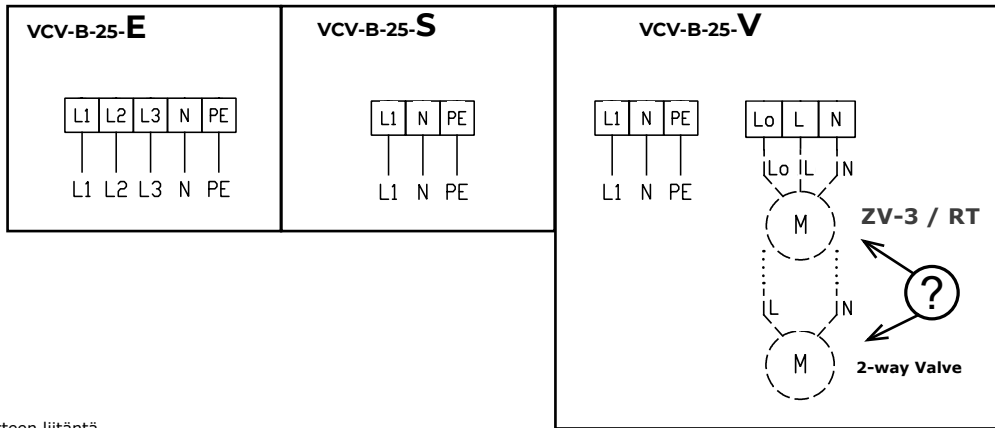 VCV-B-25-E
L1 L2 L3 N PE
L1 L2 L3 N PE
VCV-B-25-S
L1 N PE
L1 N PE
VCV-B-25-V
L1 N PE
L1 N PE
Lo L N
Lo L N
M
ZV-3 / RT
?
L N
M
2-way Valve
liitäntä